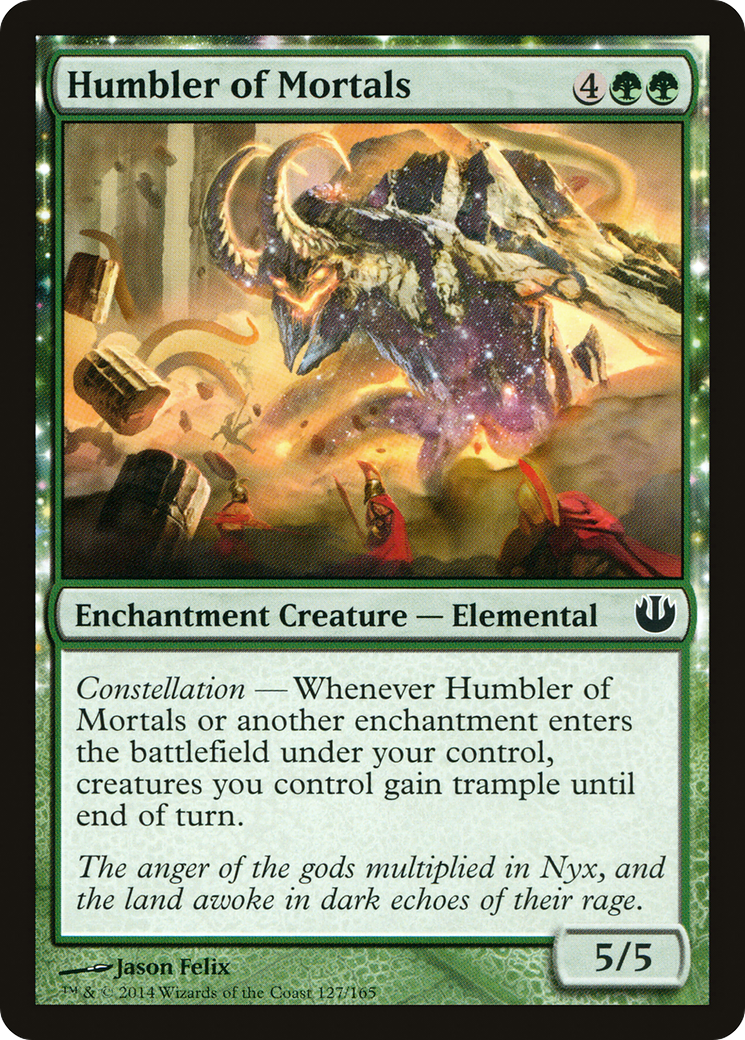 Humbler of Mortals 4
Enchantment Creature — Elemental
Constellation — Whenever Humbler of
Mortals or another enchantment enters
the battlefield under your control,
creatures you control gain trample until
end of turn.
The anger of the gods multiplied in Nyx, and
the land awoke in dark echoes of their rage.
5/5
Jason Felix
™ & © 2014 Wizards of the Coast 127/165